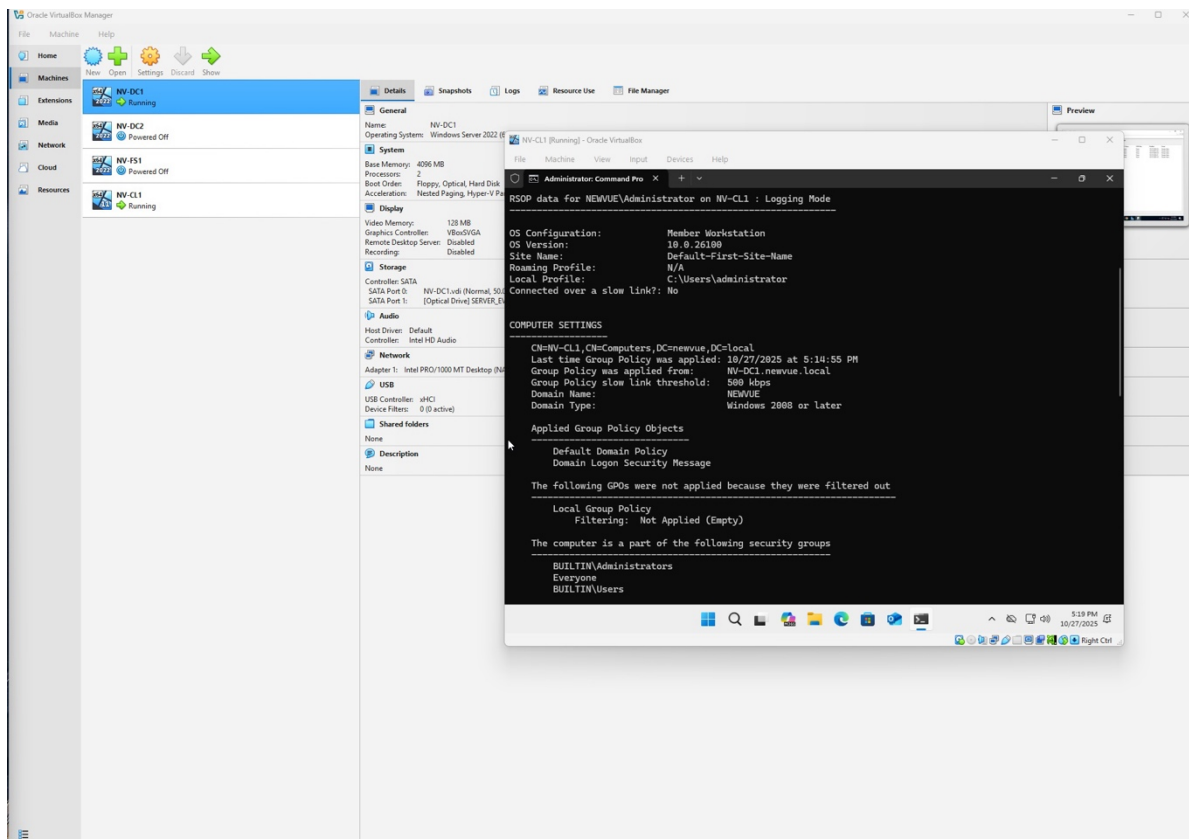 Oracle VirtualBox Manager
File Machine Help
Home
Machines
Extensions
Media
Network
Cloud
Resources
New Open Settings Discard Show
NV-DC1
Running
NV-DC2
Powered Off
NV-FS1
Powered Off
NV-CL1
Running
Details Snapshots Logs Resource Use File Manager
General
Name: NV-DC1
Operating System: Windows Server 2022
System
Base Memory: 4096 MB
Processors: 2
Boot Order: Floppy, Optical, Hard Disk
Acceleration: Nested Paging, Hyper-V
Display
Video Memory: 128 MB
Graphics Controller: VBoxSVGA
Remote Desktop Server: Disabled
Recording: Disabled
Storage
Controller: SATA
SATA Port 0: NV-DC1.vdi (Normal,
SATA Port 1: [Optical Drive]
Audio
Host Driver: Default
Controller: Intel HD Audio
Network
Adapter 1: Intel PRO/1000 MT Desktop
USB
USB Controller: xHCI
Device Filters: 0 (0 active)
Shared folders
None
Description
None
Preview
NV-CL1 [Running] - Oracle VirtualBox
File Machine View Input Devices Help
Administrator: Command Pro
RSOP data for NEWVUE\Administrator on NV-CL1 : Logging Mode
OS Configuration: Member Workstation
OS Version: 10.0.26100
Site Name: Default-First-Site-Name
Roaming Profile: N/A
Local Profile: C:\Users\administrator
Connected over a slow link?: No
COMPUTER SETTINGS
CN=NV-CL1,CN=Computers,DC=newvue,DC=local
Last time Group Policy was applied: 10/27/2025 at 5:14:55 PM
Group Policy was applied from: NV-DC1.newvue.local
Group Policy slow link threshold: 500 kbps
Domain Name: NEWVUE
Domain Type: Windows 2008 or later
Applied Group Policy Objects
Default Domain Policy
Domain Logon Security Message
The following GPOs were not applied because they were filtered out
Local Group Policy
Filtering: Not Applied (Empty)
The computer is a part of the following security groups
BUILTIN\Administrators
Everyone
BUILTIN\Users
5:19 PM
10/27/2025
Right Ctrl